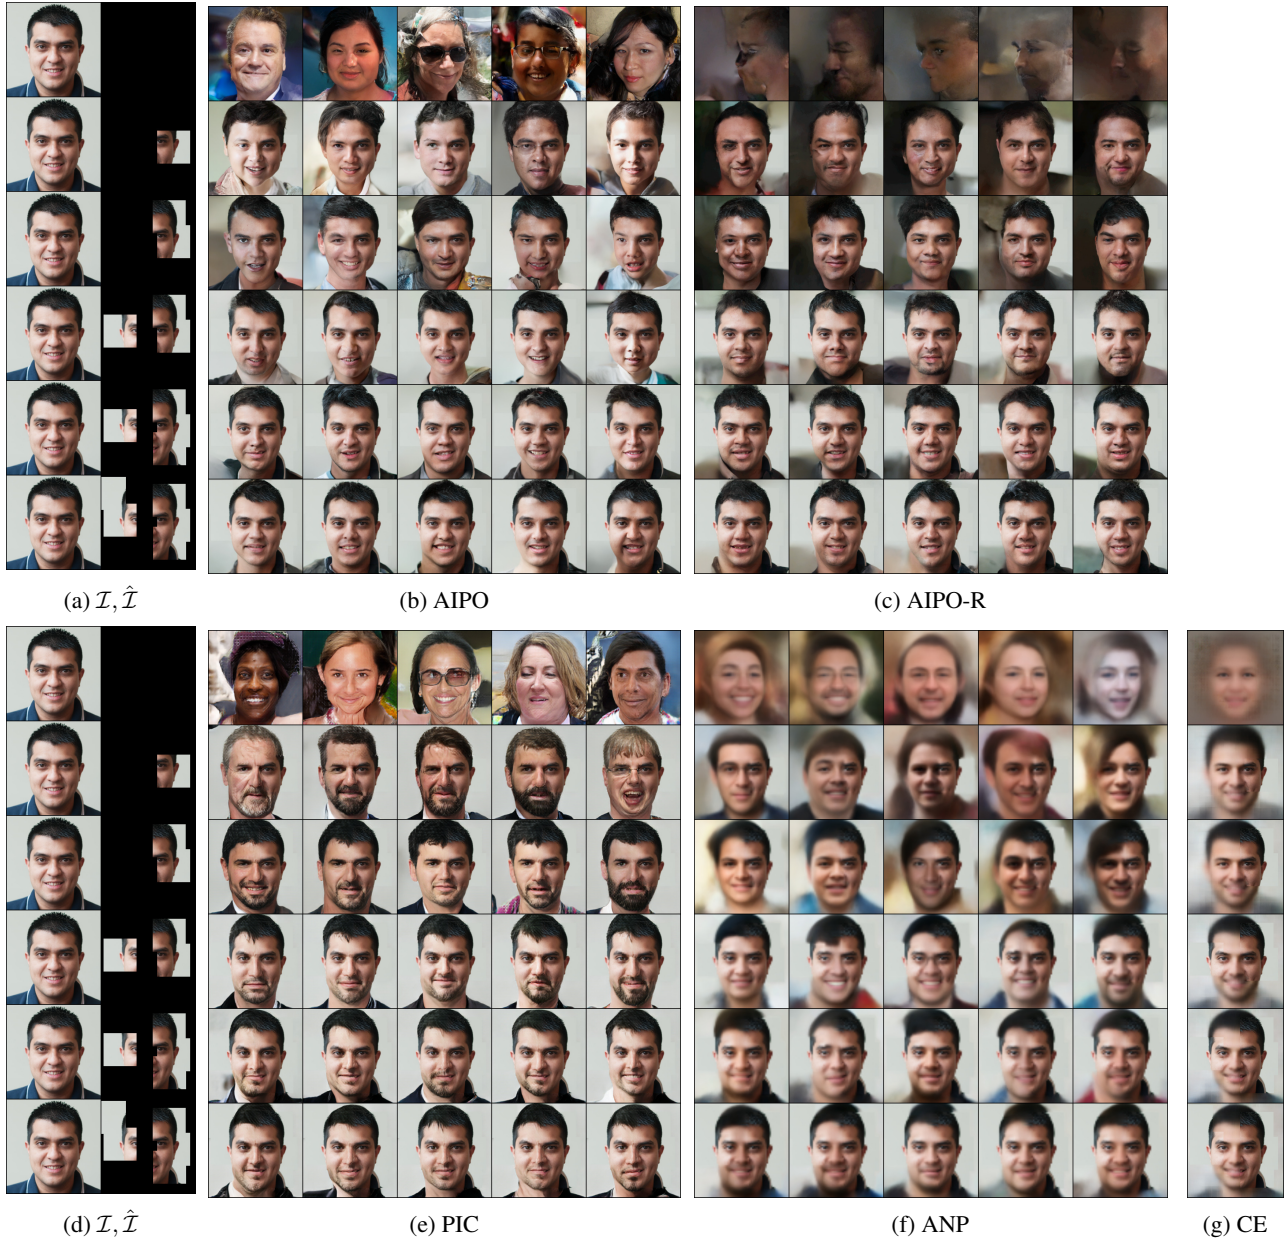 (a) 𝓘, 𝓘̂
(b) AIPO
(c) AIPO-R
(d) 𝓘, 𝓘̂
(e) PIC
(f) ANP
(g) CE